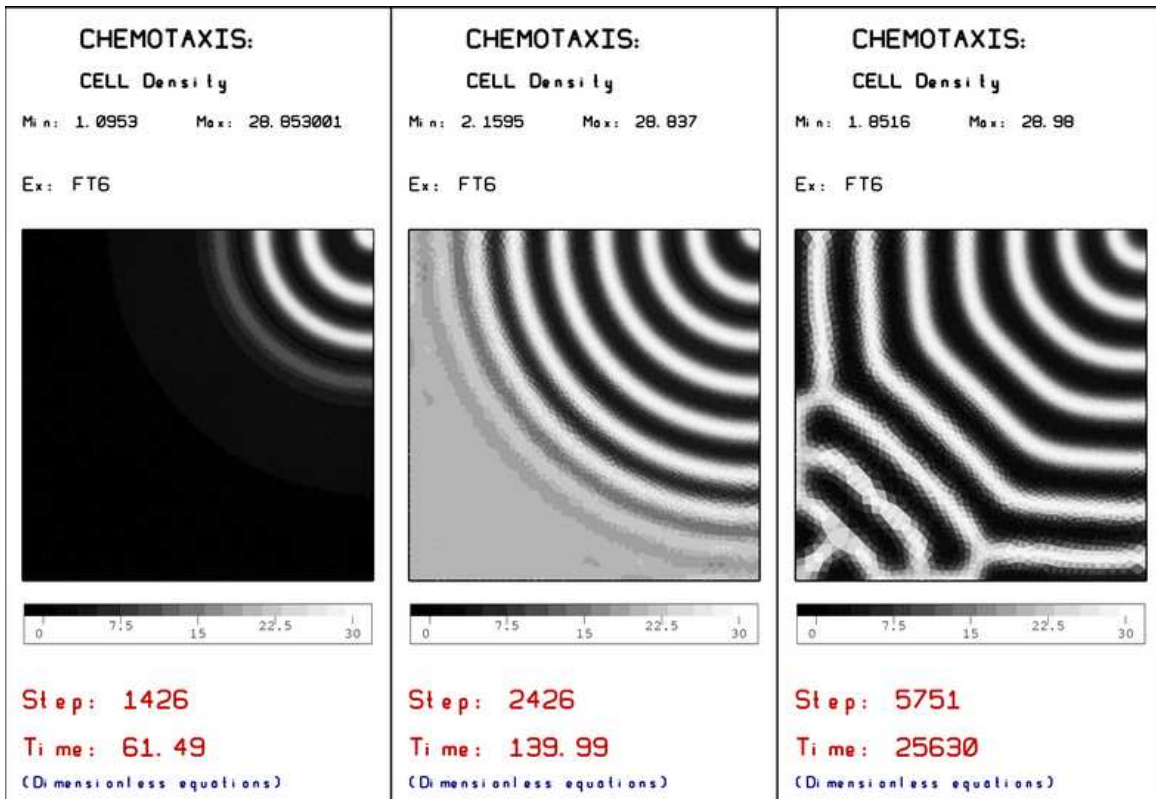 CHEMOTAXIS:
CELL Density
Min: 1.0953 Max: 28.853001
Ex: FT6
0 7.5 15 22.5 30
Step: 1426
Time: 61.49
(Dimensionless equations)
CHEMOTAXIS:
CELL Density
Min: 2.1595 Max: 28.837
Ex: FT6
0 7.5 15 22.5 30
Step: 2426
Time: 139.99
(Dimensionless equations)
CHEMOTAXIS:
CELL Density
Min: 1.8516 Max: 28.98
Ex: FT6
0 7.5 15 22.5 30
Step: 5751
Time: 25630
(Dimensionless equations)